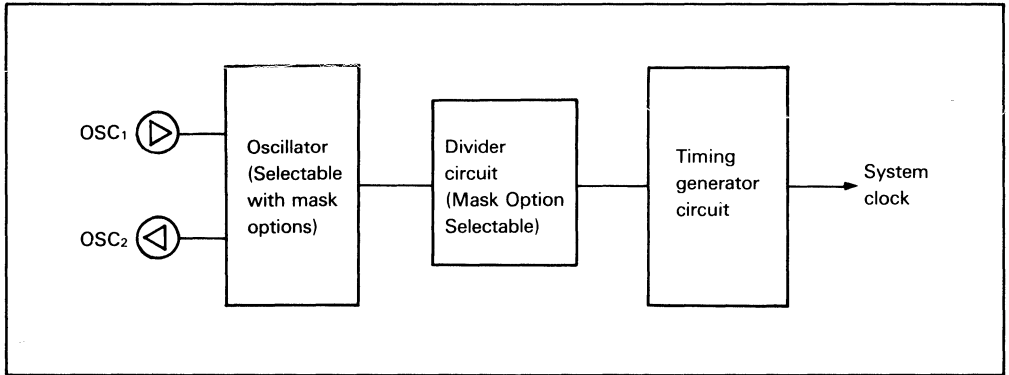 OSC₁
OSC₂
Oscillator
(Selectable
with mask
options)
Divider
circuit
(Mask Option
Selectable)
Timing
generator
circuit
System
clock